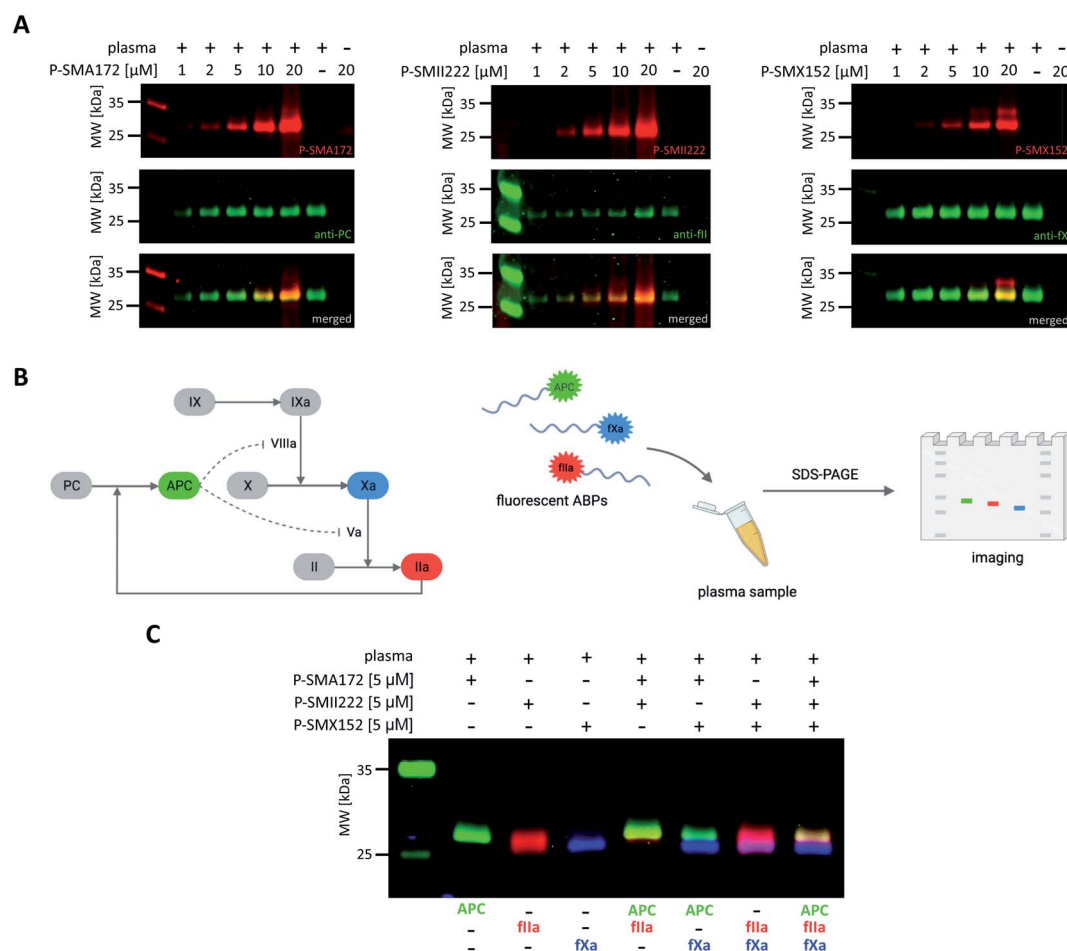 A
plasma + + + + + + –
P-SMA172 [μM] 1 2 5 10 20 – 20
MW [kDa] 35 25
P-SMA172
MW [kDa] 35 25
anti-PC
MW [kDa] 35 25
merged
plasma + + + + + + –
P-SMII222 [μM] 1 2 5 10 20 – 20
MW [kDa] 35 25
P-SMII222
MW [kDa] 35 25
anti-fII
MW [kDa] 35 25
merged
plasma + + + + + + –
P-SMX152 [μM] 1 2 5 10 20 – 20
MW [kDa] 35 25
P-SMX152
MW [kDa] 35 25
anti-fX
MW [kDa] 35 25
merged
B
IX IXa
VIIIa
PC APC X Xa
Va
II IIa
APC
fXa
fIIa
fluorescent ABPs
plasma sample
SDS-PAGE
imaging
C
plasma + + + + + + +
P-SMA172 [5 μM] + – – + + – +
P-SMII222 [5 μM] – + – + – + +
P-SMX152 [5 μM] – – + – + + +
MW [kDa] 35 25
APC – – APC APC – APC
– fIIa – fIIa – fIIa fIIa
– – fXa – fXa fXa fXa